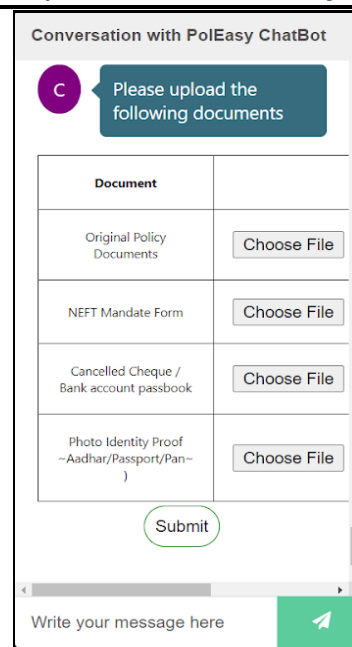 Conversation with PolEasy ChatBot
C
Please upload the
following documents
Document
Original Policy
Documents
Choose File
NEFT Mandate Form
Choose File
Cancelled Cheque /
Bank account passbook
Choose File
Photo Identity Proof
~Aadhar/Passport/Pan~
)
Choose File
Submit
Write your message here